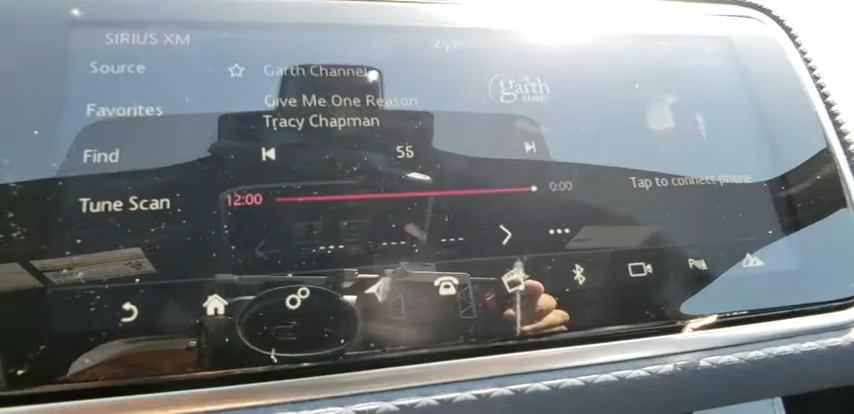 SIRIUS XM
Source
Garth Channel
Give Me One Reason
Tracy Chapman
THE
garth
Favorites
Find
55
Tune Scan
12:00
0:00
Tap to connect phone